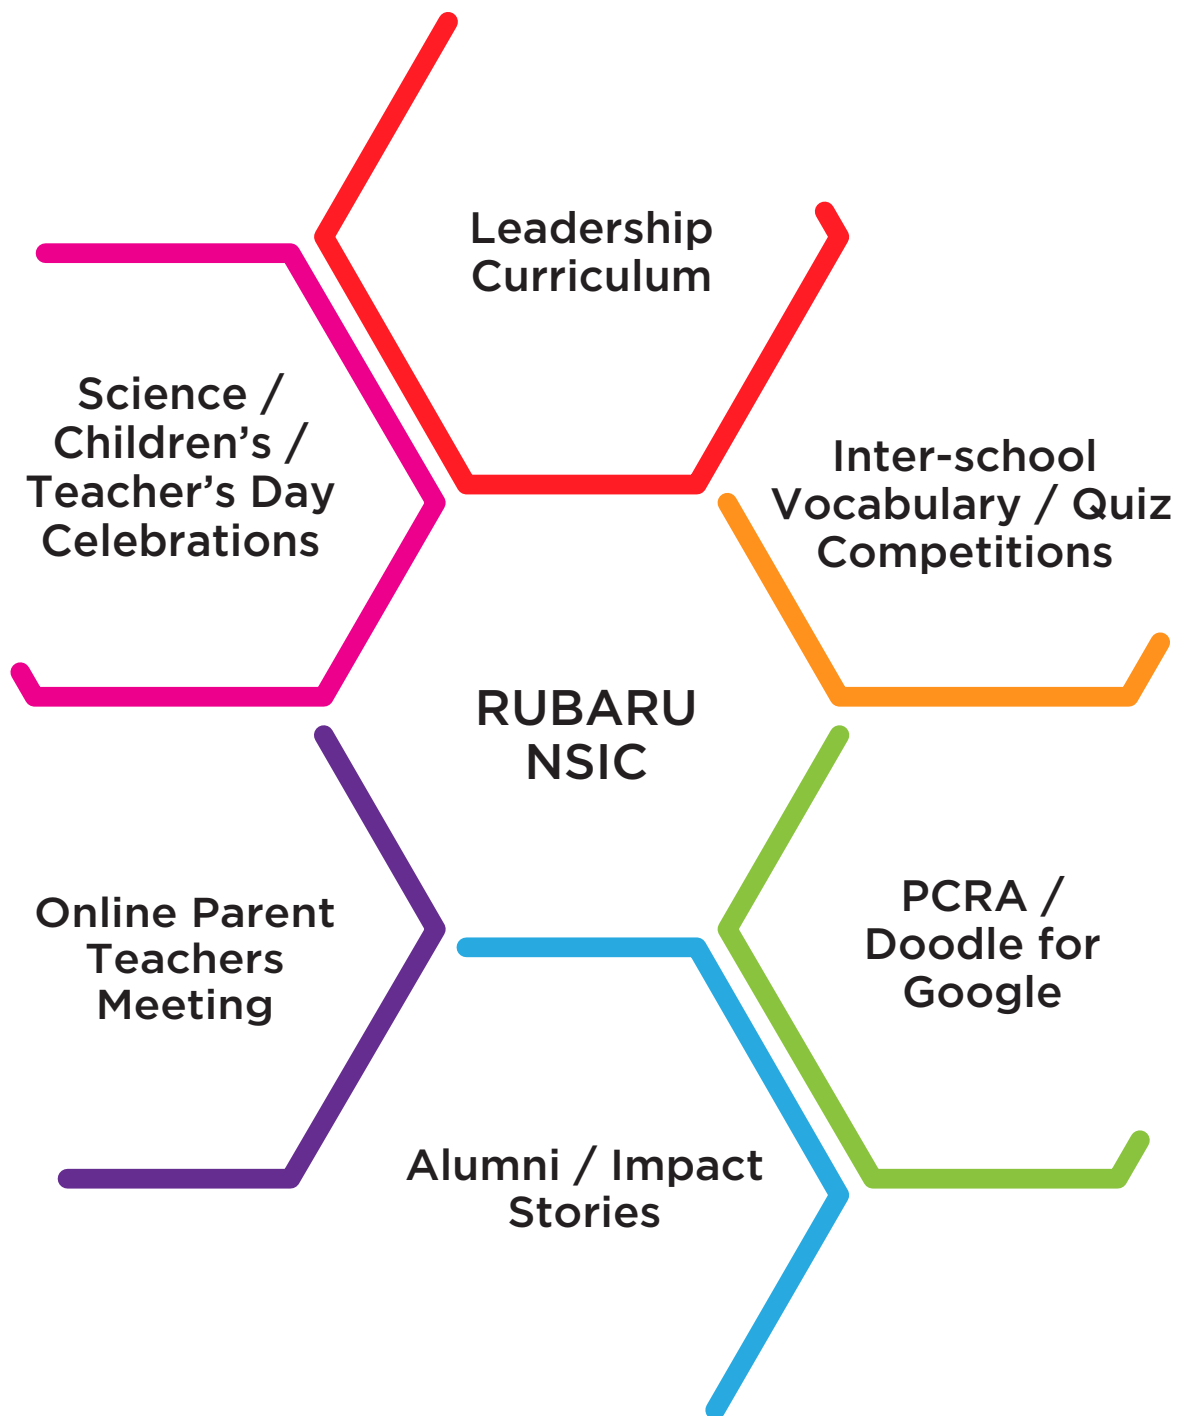 Leadership
Curriculum
Science /
Children’s /
Teacher’s Day
Celebrations
Inter-school
Vocabulary / Quiz
Competitions
RUBARU
NSIC
Online Parent
Teachers
Meeting
PCRA /
Doodle for
Google
Alumni / Impact
Stories